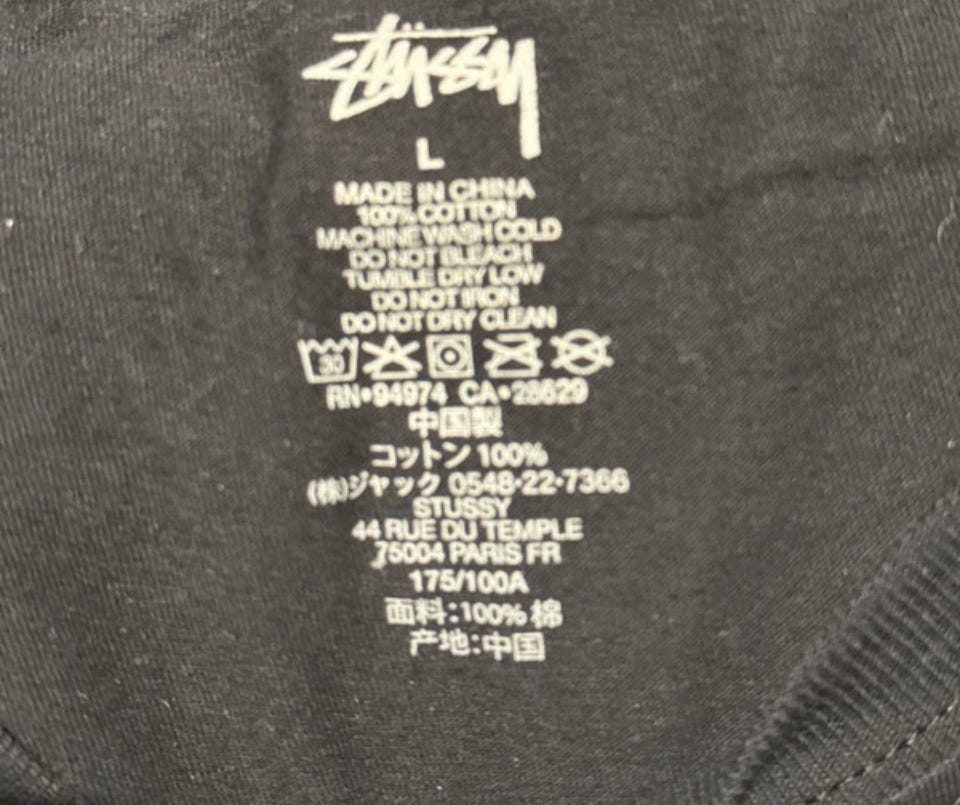 Stüssy
L
MADE IN CHINA
100% COTTON
MACHINE WASH COLD
DO NOT BLEACH
TUMBLE DRY LOW
DO NOT IRON
DO NOT DRY CLEAN
30
RN•94974 CA•28629
中国製
コットン 100%
(株)ジャック 0548•22•7366
STUSSY
44 RUE DU TEMPLE
75004 PARIS FR
175/100A
面料:100% 棉
产地:中国